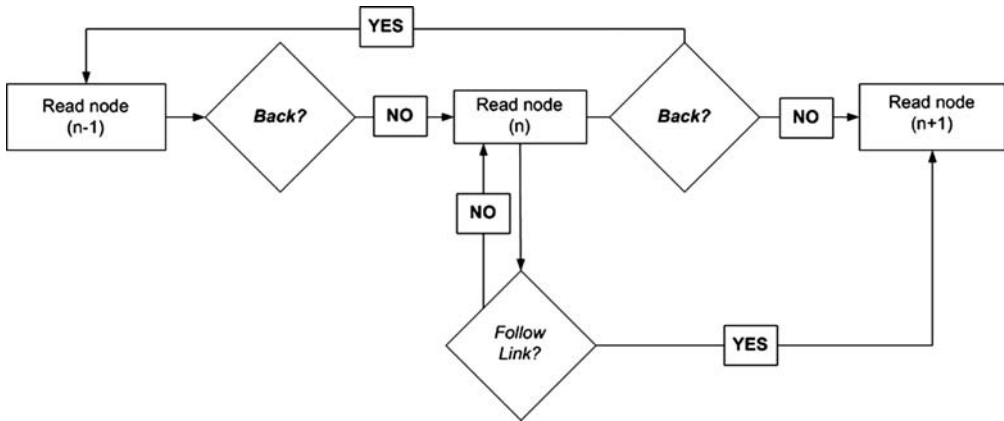 YES
Read node
(n-1)
Back?
NO
Read node
(n)
Back?
NO
Read node
(n+1)
NO
Follow
Link?
YES